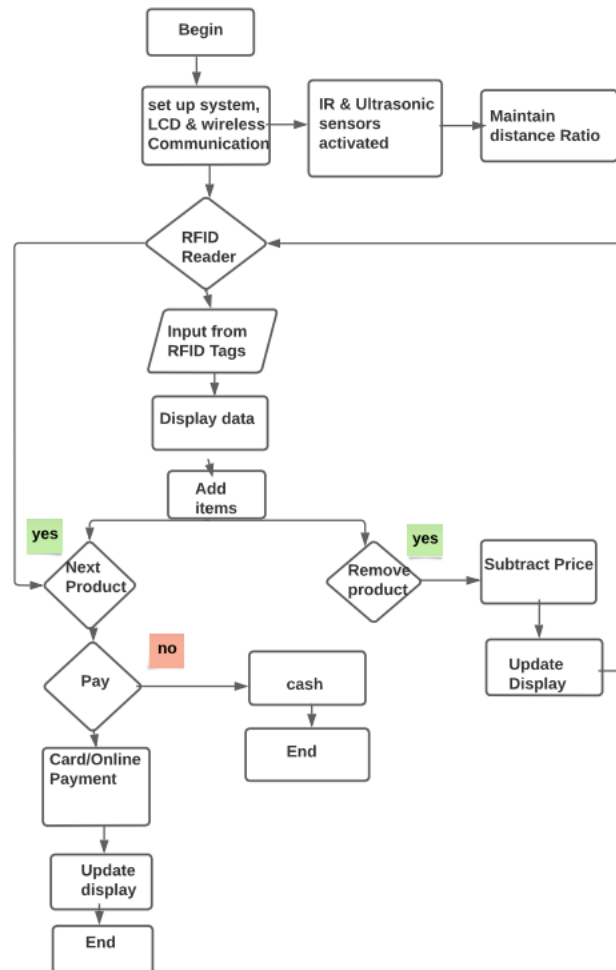 Begin
set up system,
LCD & wireless
Communication
IR & Ultrasonic
sensors
activated
Maintain
distance Ratio
RFID
Reader
Input from
RFID Tags
Display data
Add
items
yes
Next
Product
Remove
product
yes
Subtract Price
Update
Display
Pay
no
cash
End
Card/Online
Payment
Update
display
End